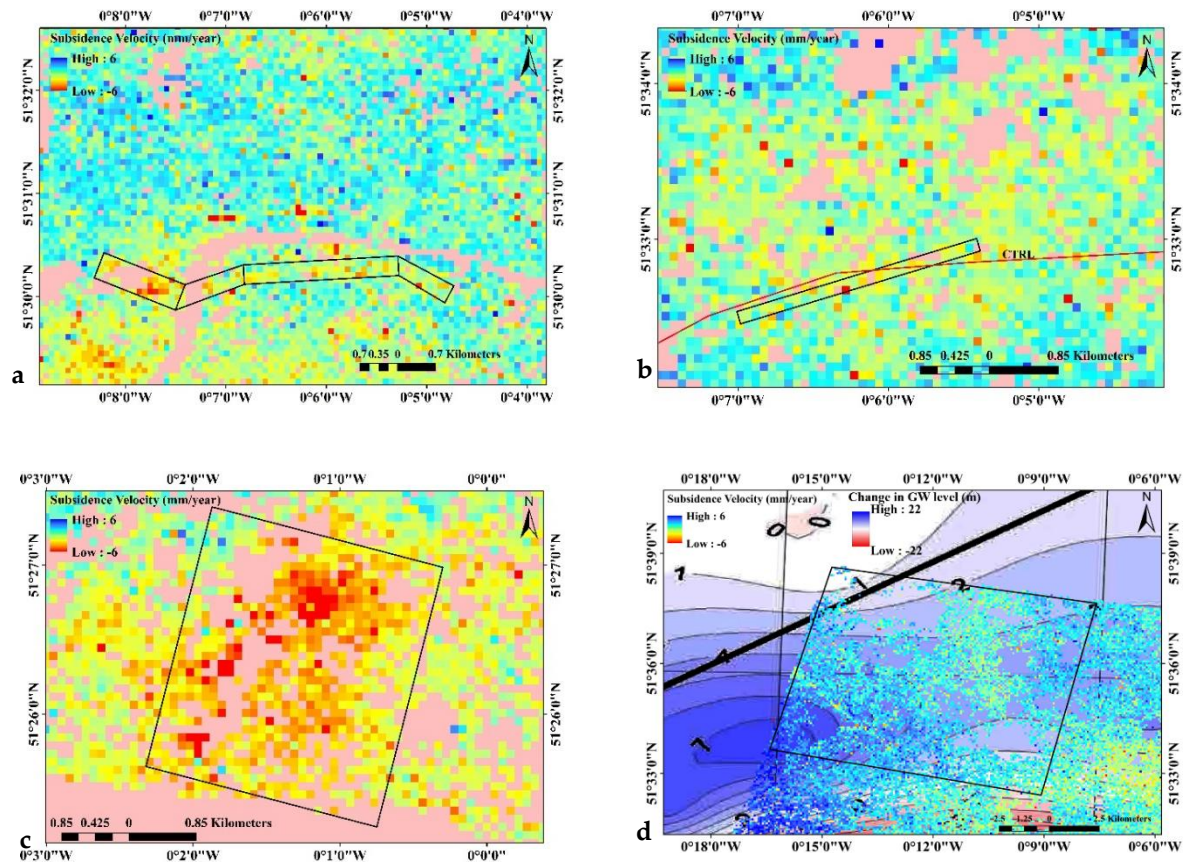 0°8'0"W 0°7'0"W 0°6'0"W 0°5'0"W 0°4'0"W
Subsidence Velocity (mm/year)
High : 6
Low : -6
N
51°32'0"N
51°31'0"N
51°30'0"N
0.7 0.35 0 0.7 Kilometers
a
0°8'0"W 0°7'0"W 0°6'0"W 0°5'0"W 0°4'0"W
0°7'0"W 0°6'0"W 0°5'0"W
Subsidence Velocity (mm/year)
High : 6
Low : -6
N
51°34'0"N 51°34'0"N
51°33'0"N 51°33'0"N
CTRL
0.85 0.425 0 0.85 Kilometers
b
0°7'0"W 0°6'0"W 0°5'0"W
0°3'0"W 0°2'0"W 0°1'0"W 0°0'0"
Subsidence Velocity (mm/year)
High : 6
Low : -6
N
51°27'0"N 51°27'0"N
51°26'0"N 51°26'0"N
0.85 0.425 0 0.85 Kilometers
c
0°3'0"W 0°2'0"W 0°1'0"W 0°0'0"
0°18'0"W 0°15'0"W 0°12'0"W 0°9'0"W 0°6'0"W
Subsidence Velocity (mm/year)
High : 6
Low : -6
Change in GW level (m)
High : 22
Low : -22
N
0 0
51°39'0"N 51°39'0"N
51°36'0"N 51°36'0"N
51°33'0"N 51°33'0"N
1 1 2
4
7
-2.5 -1.25 0 2.5 Kilometers
d
0°18'0"W 0°15'0"W 0°12'0"W 0°9'0"W 0°6'0"W